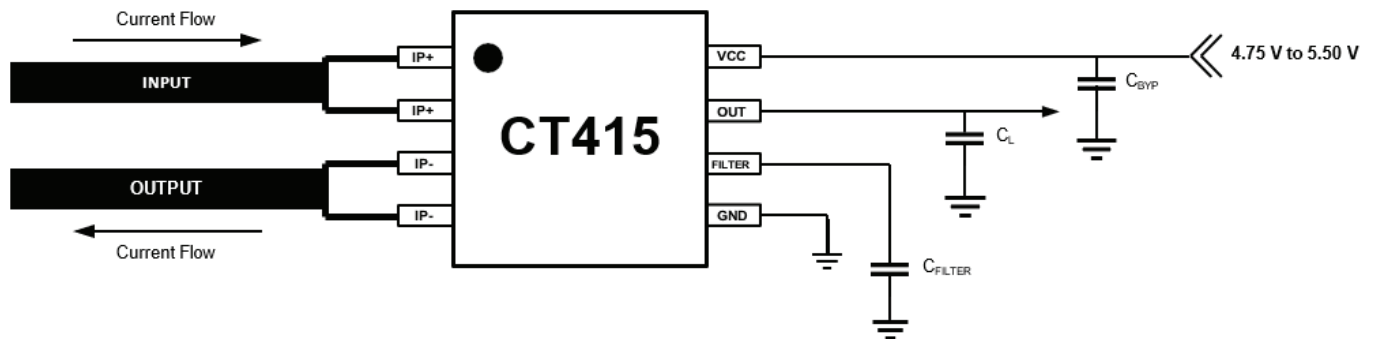 Current Flow
INPUT
OUTPUT
Current Flow
IP+
IP+
IP-
IP-
CT415
VCC
OUT
FILTER
GND
4.75 V to 5.50 V
CBYP
CL
CFILTER